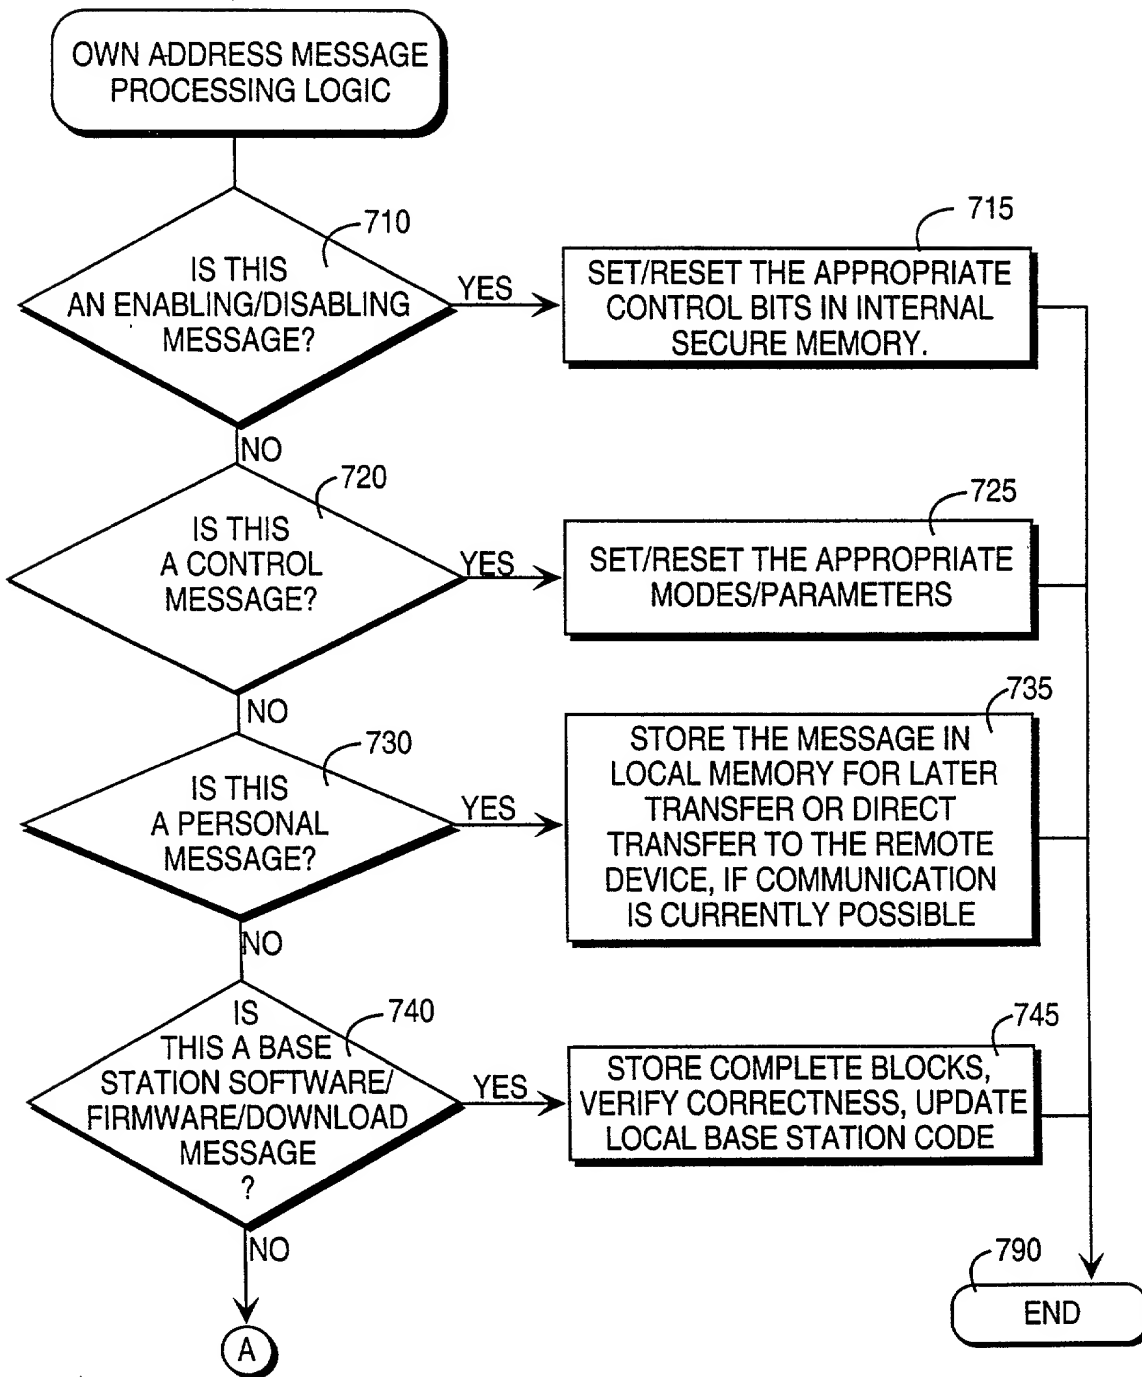 OWN ADDRESS MESSAGE
PROCESSING LOGIC
710
IS THIS
AN ENABLING/DISABLING
MESSAGE?
YES
715
SET/RESET THE APPROPRIATE
CONTROL BITS IN INTERNAL
SECURE MEMORY.
NO
720
IS THIS
A CONTROL
MESSAGE?
YES
725
SET/RESET THE APPROPRIATE
MODES/PARAMETERS
NO
730
IS THIS
A PERSONAL
MESSAGE?
YES
735
STORE THE MESSAGE IN
LOCAL MEMORY FOR LATER
TRANSFER OR DIRECT
TRANSFER TO THE REMOTE
DEVICE, IF COMMUNICATION
IS CURRENTLY POSSIBLE
NO
740
IS
THIS A BASE
STATION SOFTWARE/
FIRMWARE/DOWNLOAD
MESSAGE
?
YES
745
STORE COMPLETE BLOCKS,
VERIFY CORRECTNESS, UPDATE
LOCAL BASE STATION CODE
NO
A
790
END